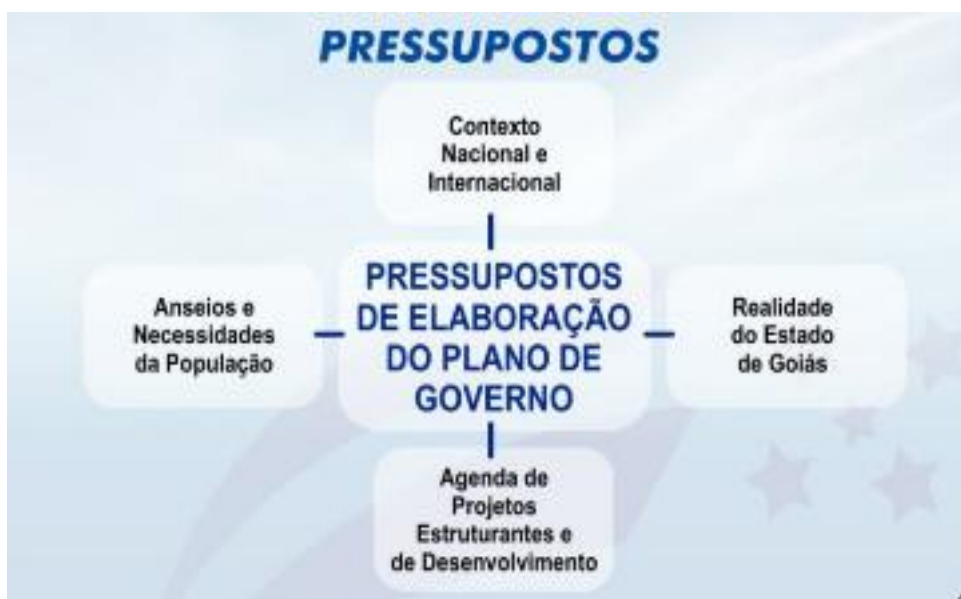 PRESSUPOSTOS
Contexto
Nacional e
Internacional
Anseios e
Necessidades
da População
PRESSUPOSTOS
DE ELABORAÇÃO
DO PLANO DE
GOVERNO
Realidade
do Estado
de Goiás
Agenda de
Projetos
Estruturantes e
de Desenvolvimento